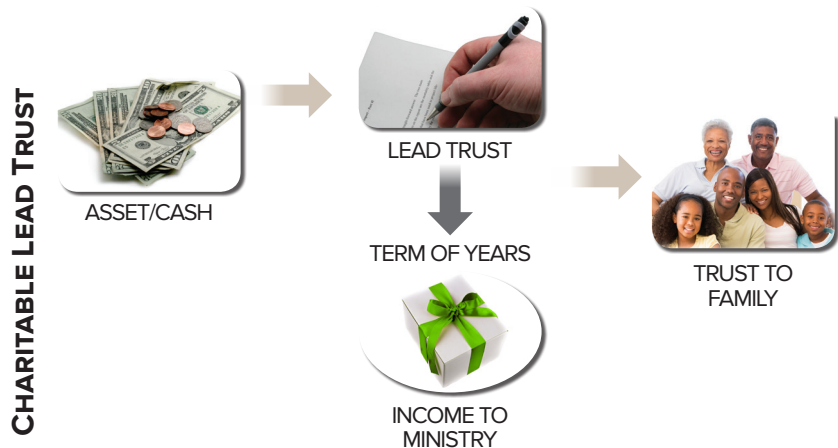 CHARITABLE LEAD TRUST
ASSET/CASH
LEAD TRUST
TERM OF YEARS
INCOME TO
MINISTRY
TRUST TO
FAMILY